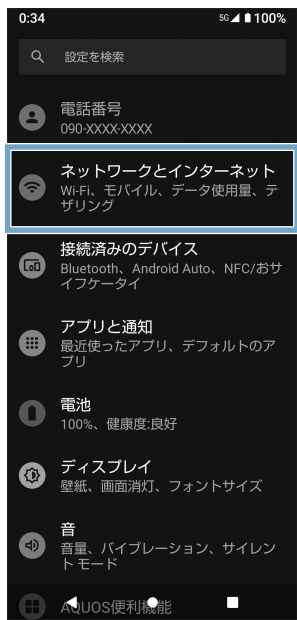 0:34
5G 100%
設定を検索
電話番号
090-XXXX-XXXX
ネットワークとインターネット
Wi-Fi、モバイル、データ使用量、テ
ザリング
接続済みのデバイス
Bluetooth、Android Auto、NFC/おサ
イフケータイ
アプリと通知
最近使ったアプリ、デフォルトのア
プリ
電池
100%、健康度:良好
ディスプレイ
壁紙、画面消灯、フォントサイズ
音
音量、バイブレーション、サイレン
トモード
AQUOS便利機能